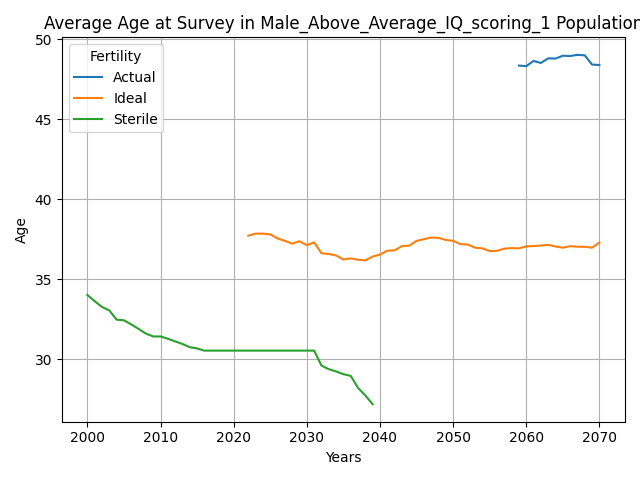 Average Age at Survey in Male_Above_Average_IQ_scoring_1 Population
Fertility
Actual
Ideal
Sterile
50
45
40
35
30
Age
2000 2010 2020 2030 2040 2050 2060 2070
Years